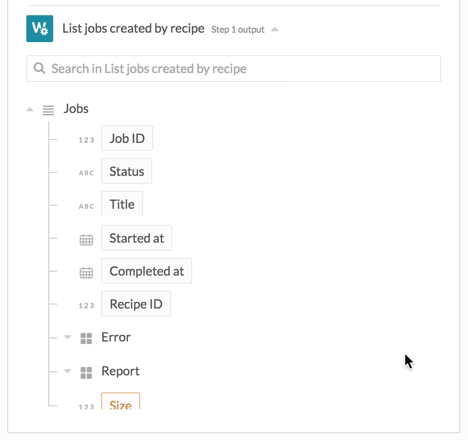 List jobs created by recipe Step 1 output
Search in List jobs created by recipe
Jobs
123 Job ID
ABC Status
ABC Title
Started at
Completed at
123 Recipe ID
Error
Report
123 Size